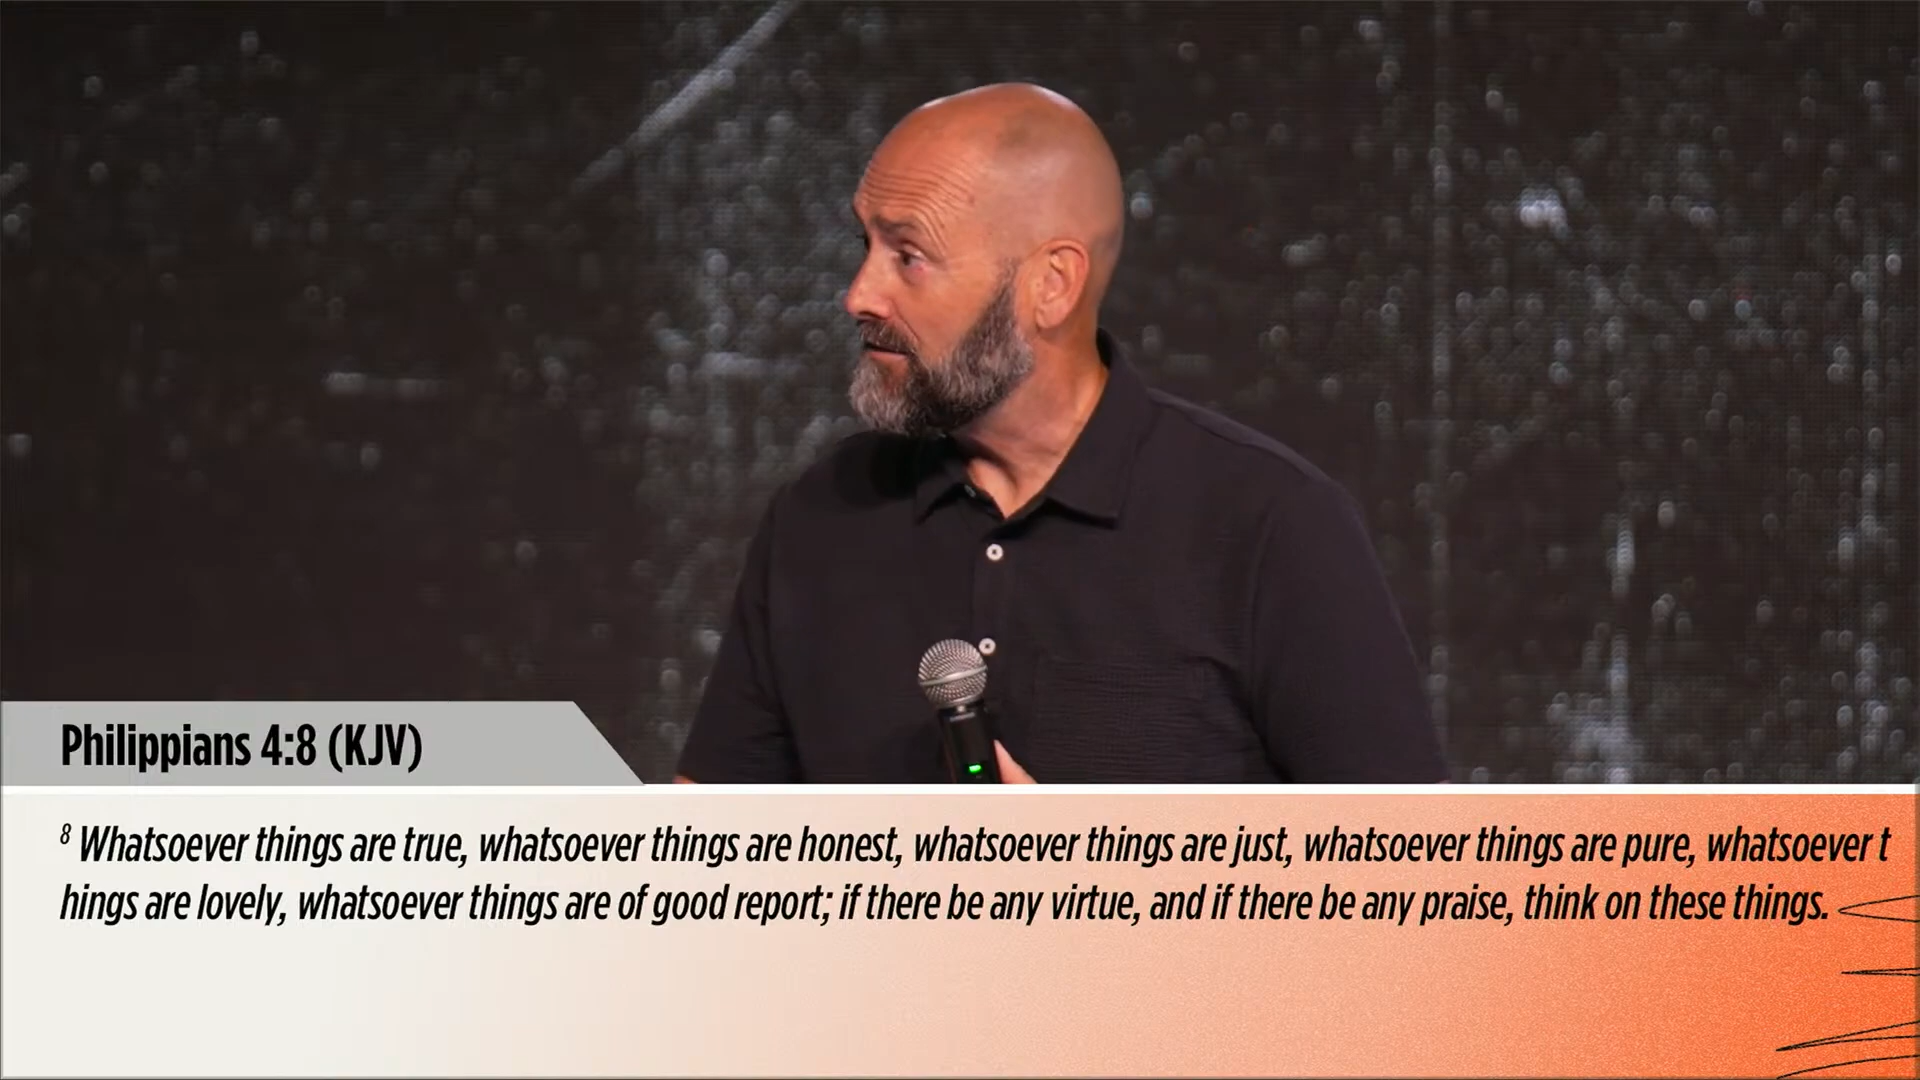 Philippians 4:8 (KJV)
8 Whatsoever things are true, whatsoever things are honest, whatsoever things are just, whatsoever things are pure, whatsoever t
hings are lovely, whatsoever things are of good report; if there be any virtue, and if there be any praise, think on these things.